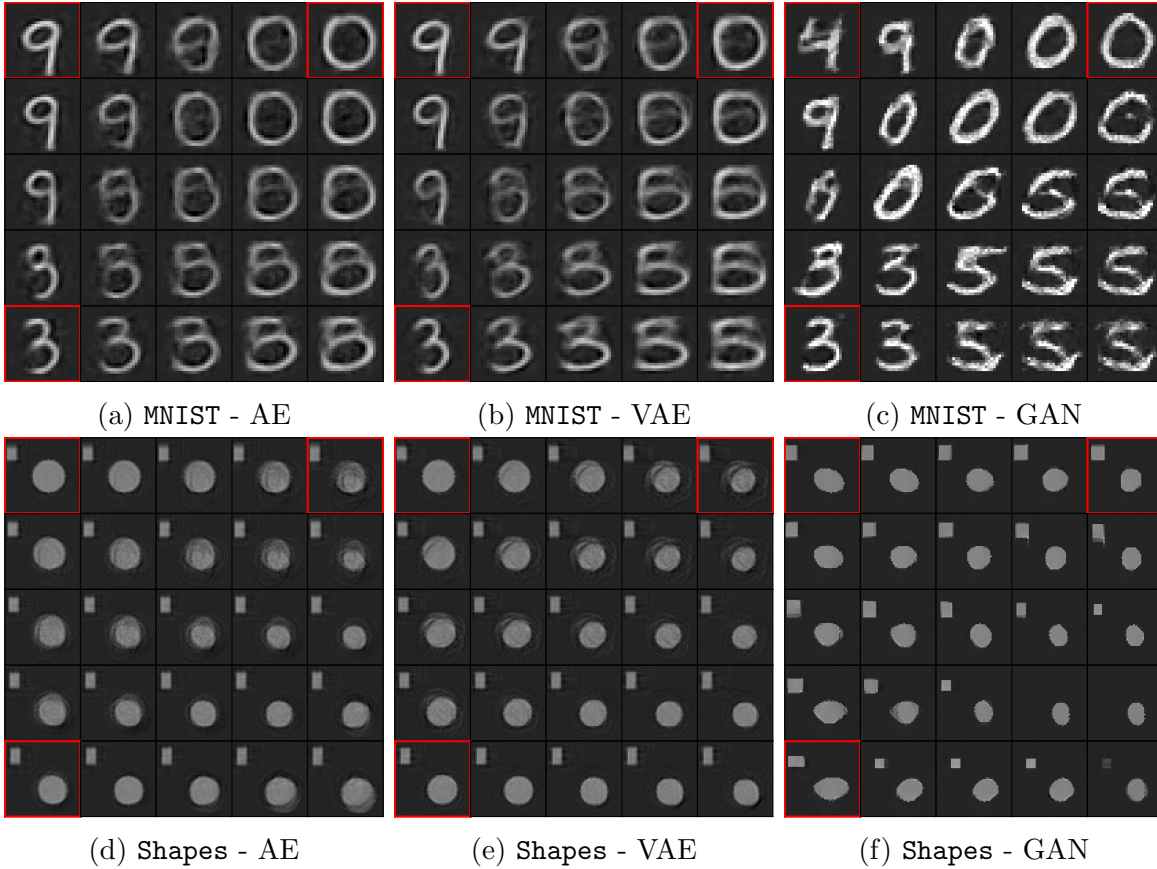 (a) MNIST - AE
(b) MNIST - VAE
(c) MNIST - GAN
(d) Shapes - AE
(e) Shapes - VAE
(f) Shapes - GAN